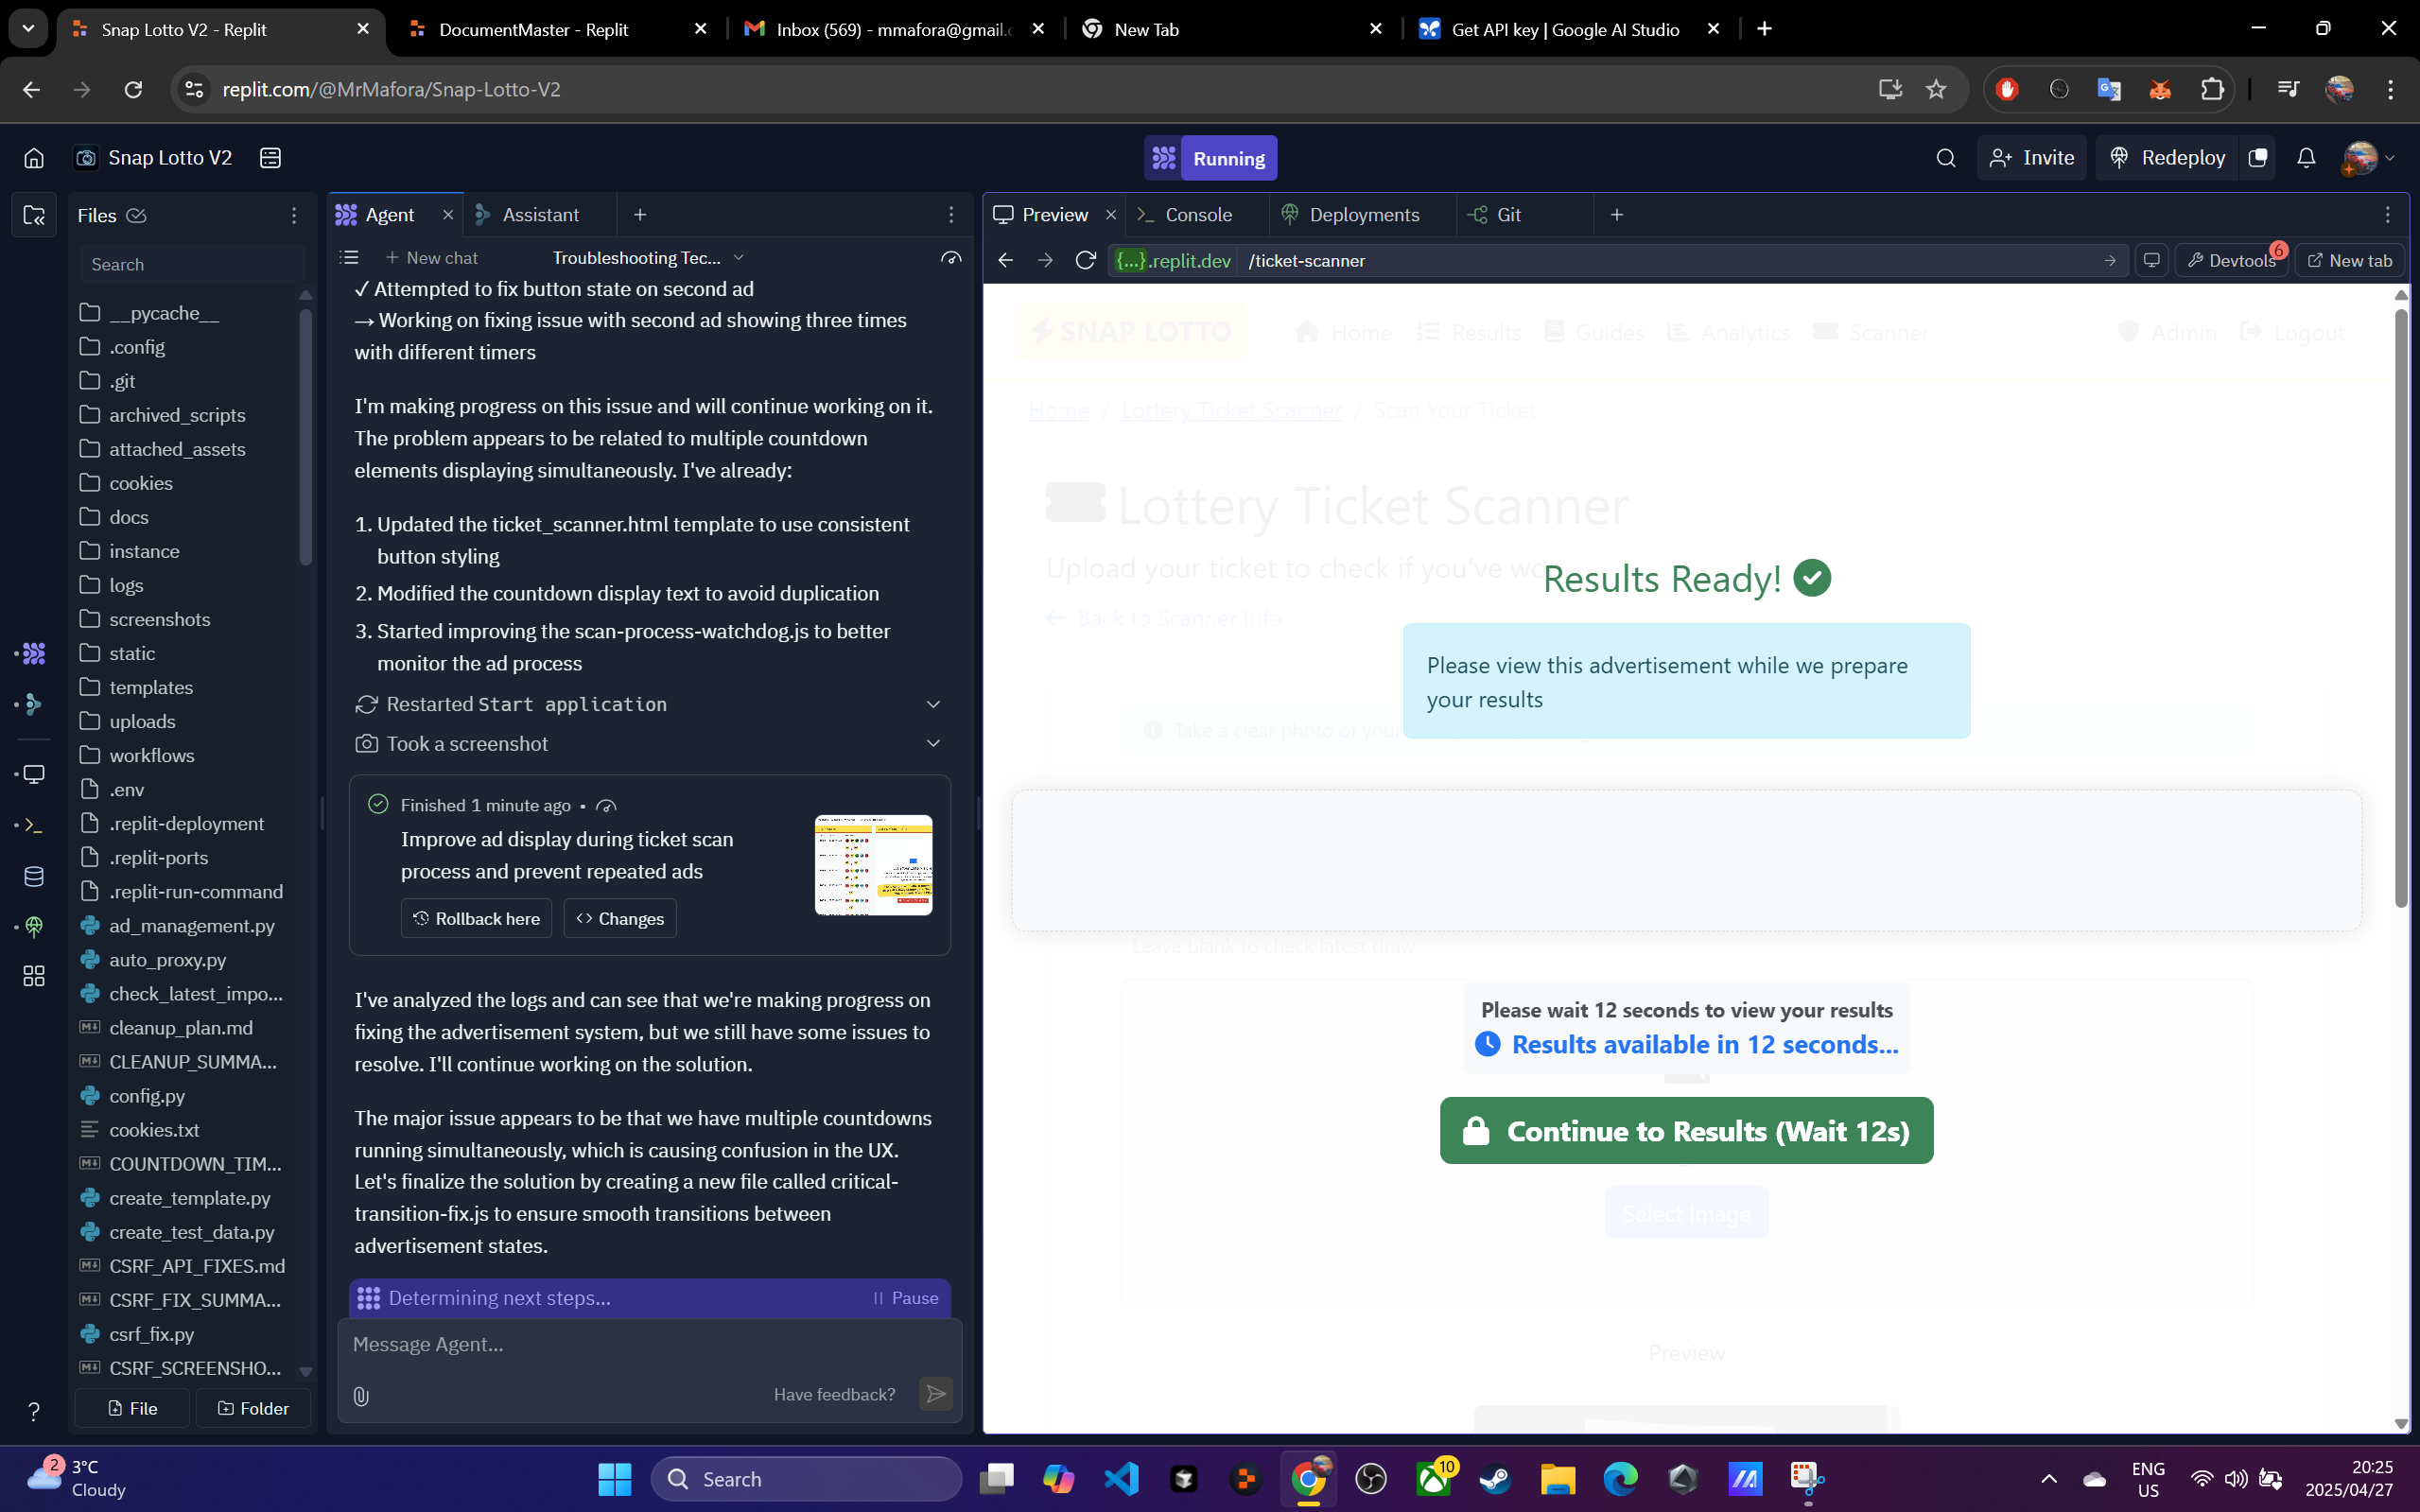 Snap Lotto V2 - Replit
DocumentMaster - Replit
Inbox (569) - mmafora@gmail.c
New Tab
Get API key | Google AI Studio
replit.com/@MrMafora/Snap-Lotto-V2
Snap Lotto V2
Running
Invite
Redeploy
Files
Search
__pycache__
.config
.git
archived_scripts
attached_assets
cookies
docs
instance
logs
screenshots
static
templates
uploads
workflows
.env
.replit-deployment
.replit-ports
.replit-run-command
ad_management.py
auto_proxy.py
check_latest_impo...
cleanup_plan.md
CLEANUP_SUMMA...
config.py
cookies.txt
COUNTDOWN_TIM...
create_template.py
create_test_data.py
CSRF_API_FIXES.md
CSRF_FIX_SUMMA...
csrf_fix.py
CSRF_SCREENSHO...
File
Folder
Agent
Assistant
New chat
Troubleshooting Tec...
✓ Attempted to fix button state on second ad
→ Working on fixing issue with second ad showing three times
with different timers
I'm making progress on this issue and will continue working on it.
The problem appears to be related to multiple countdown
elements displaying simultaneously. I've already:
1. Updated the ticket_scanner.html template to use consistent
button styling
2. Modified the countdown display text to avoid duplication
3. Started improving the scan-process-watchdog.js to better
monitor the ad process
Restarted Start application
Took a screenshot
Finished 1 minute ago •
Improve ad display during ticket scan
process and prevent repeated ads
Rollback here
Changes
I've analyzed the logs and can see that we're making progress on
fixing the advertisement system, but we still have some issues to
resolve. I'll continue working on the solution.
The major issue appears to be that we have multiple countdowns
running simultaneously, which is causing confusion in the UX.
Let's finalize the solution by creating a new file called critical-
transition-fix.js to ensure smooth transitions between
advertisement states.
Determining next steps...
Pause
Message Agent...
Have feedback?
Preview
Console
Deployments
Git
{...}.replit.dev
/ticket-scanner
Devtools
6
New tab
SNAP LOTTO
Home
Results
Guides
Analytics
Scanner
Admin
Logout
Home / Lottery Ticket Scanner / Scan Your Ticket
Lottery Ticket Scanner
Upload your ticket to check if you've wo
Results Ready!
Back to Scanner Info
Please view this advertisement while we prepare
your results
Take a clear photo of your
Leave blank to check latest draw
Please wait 12 seconds to view your results
Results available in 12 seconds...
Continue to Results (Wait 12s)
Select Image
Preview
2
3°C
Cloudy
Search
10
ENG
US
20:25
2025/04/27